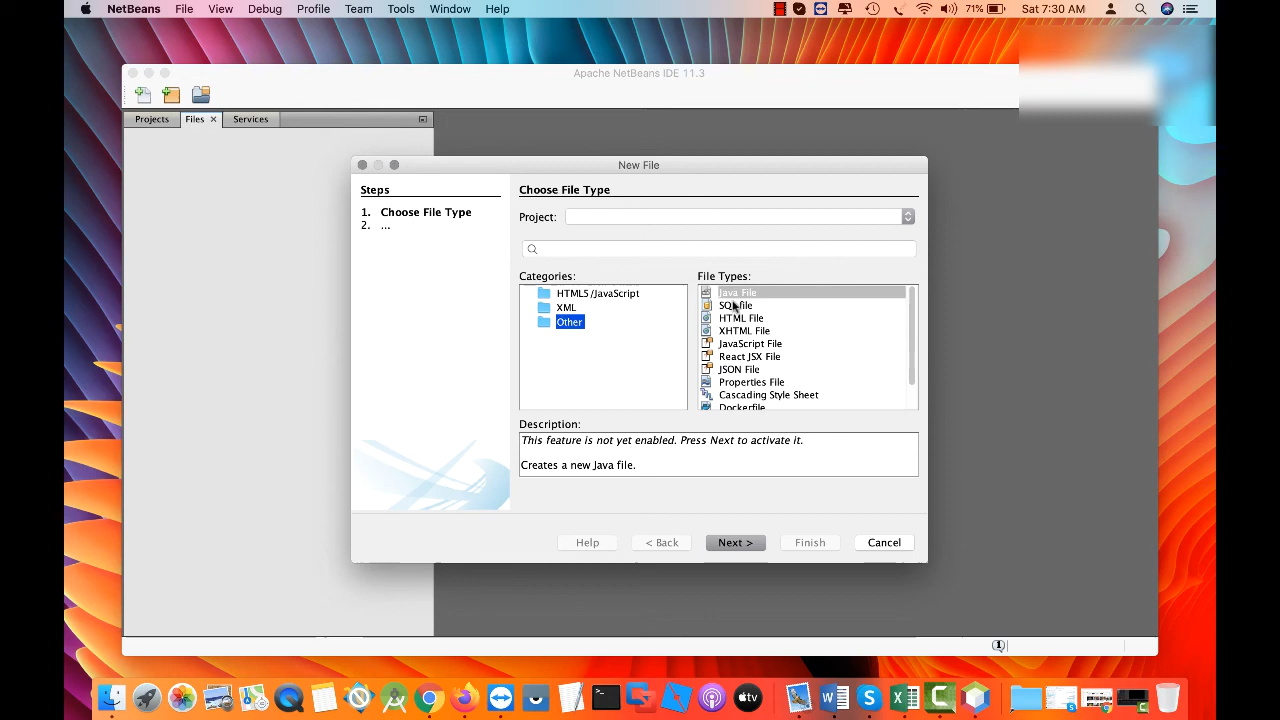 NetBeans File View Debug Profile Team Tools Window Help 71% Sat 7:30 AM
Apache NetBeans IDE 11.3
Projects Files Services
New File
Steps
1. Choose File Type
2. ...
Choose File Type
Project:
Categories:
HTML5/JavaScript
XML
Other
File Types:
Java File
SQL File
HTML File
XHTML File
JavaScript File
React JSX File
JSON File
Properties File
Cascading Style Sheet
Dockerfile
Description:
This feature is not yet enabled. Press Next to activate it.
Creates a new Java file.
Help < Back Next > Finish Cancel
1
tv